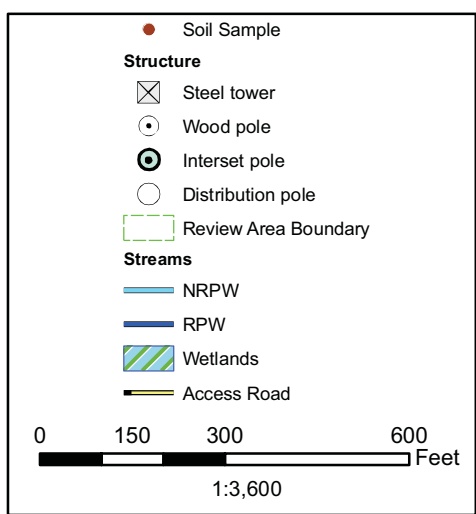 Soil Sample
Structure
Steel tower
Wood pole
Interset pole
Distribution pole
Review Area Boundary
Streams
NRPW
RPW
Wetlands
Access Road
0 150 300 600
Feet
1:3,600